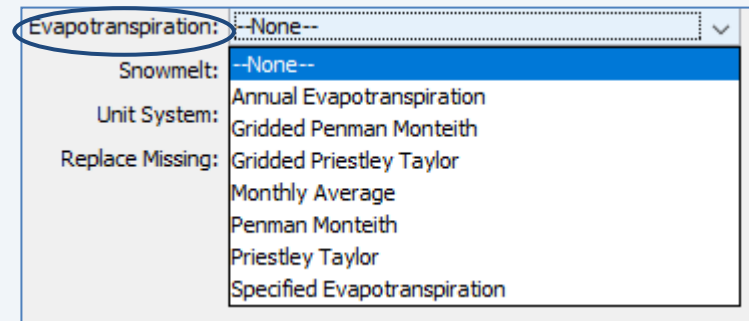 Evapotranspiration: --None--
Snowmelt: --None--
Annual Evapotranspiration
Unit System:
Gridded Penman Monteith
Replace Missing: Gridded Priestley Taylor
Monthly Average
Penman Monteith
Priestley Taylor
Specified Evapotranspiration